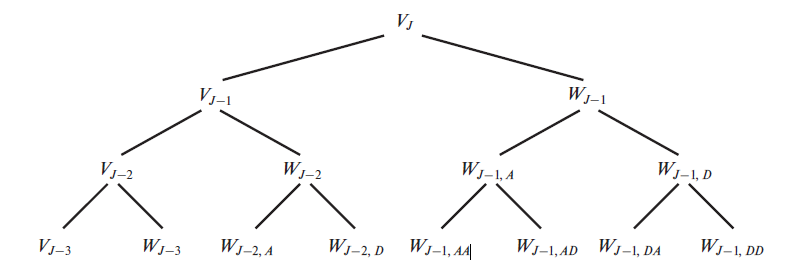 V_J
V_{J−1} W_{J−1}
V_{J−2} W_{J−2} W_{J−1, A} W_{J−1, D}
V_{J−3} W_{J−3} W_{J−2, A} W_{J−2, D} W_{J−1, AA} W_{J−1, AD} W_{J−1, DA} W_{J−1, DD}